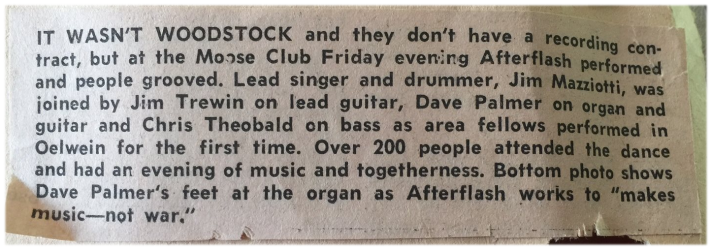 IT WASN'T WOODSTOCK and they don't have a recording con-
tract, but at the Moose Club Friday evening Afterflash performed
and people grooved. Lead singer and drummer, Jim Mazziotti, was
joined by Jim Trewin on lead guitar, Dave Palmer on organ and
guitar and Chris Theobald on bass as area fellows performed in
Oelwein for the first time. Over 200 people attended the dance
and had an evening of music and togetherness. Bottom photo shows
Dave Palmer's feet at the organ as Afterflash works to "makes
music—not war."